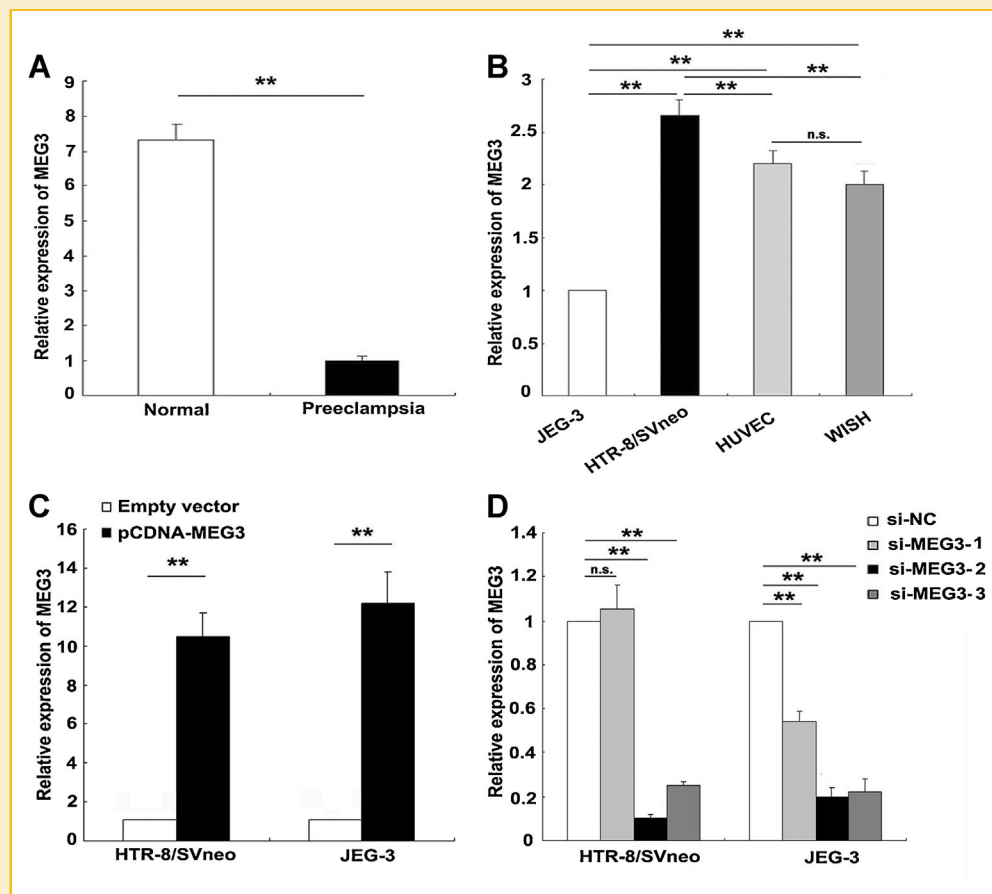 A
**
Relative expression of MEG3
9
8
7
6
5
4
3
2
1
0
Normal
Preeclampsia
B
**
**
**
**
**
**
n.s.
Relative expression of MEG3
3
2.5
2
1.5
1
0.5
0
JEG-3
HTR-8/SVneo
HUVEC
WISH
C
Empty vector
pCDNA-MEG3
**
**
Relative expression of MEG3
16
14
12
10
8
6
4
2
0
HTR-8/SVneo
JEG-3
D
si-NC
si-MEG3-1
si-MEG3-2
si-MEG3-3
**
**
n.s.
**
**
**
Relative expression of MEG3
1.4
1.2
1
0.8
0.6
0.4
0.2
0
HTR-8/SVneo
JEG-3